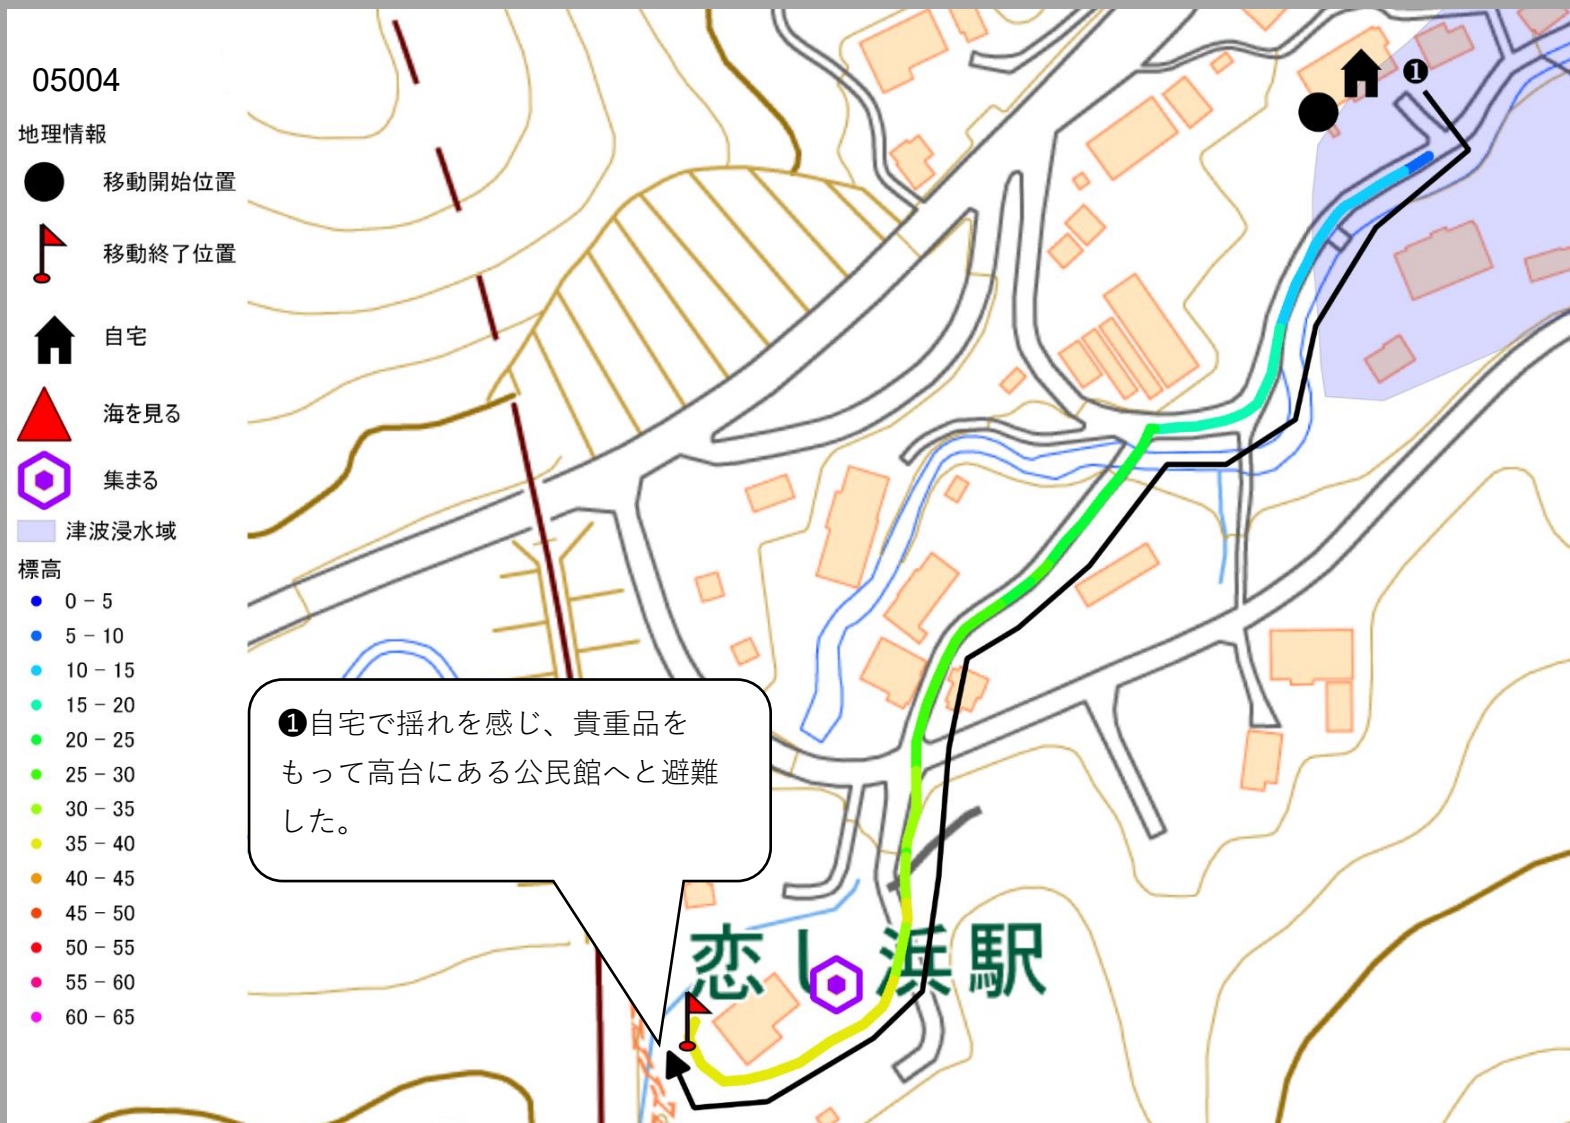 05004
地理情報
移動開始位置
移動終了位置
自宅
海を見る
集まる
津波浸水域
標高
0 – 5
5 – 10
10 – 15
15 – 20
20 – 25
25 – 30
30 – 35
35 – 40
40 – 45
45 – 50
50 – 55
55 – 60
60 – 65
❶
❶自宅で揺れを感じ、貴重品を
もって高台にある公民館へと避難
した。
恋し浜駅